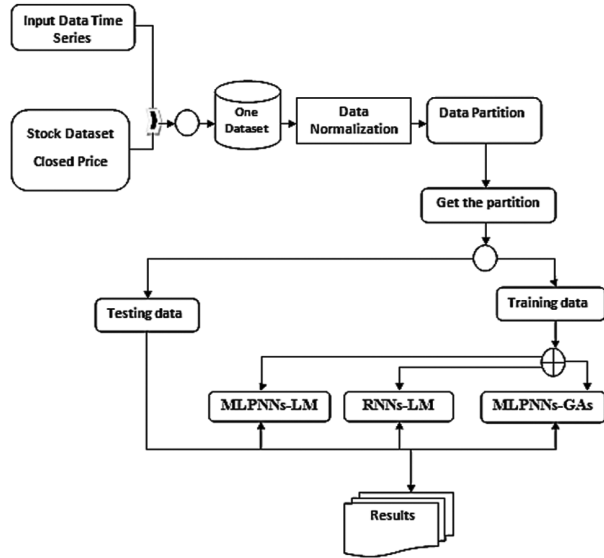 Input Data Time
Series
Stock Dataset
Closed Price
One
Dataset
Data
Normalization
Data Partition
Get the partition
Testing data
Training data
MLPNNs-LM
RNNs-LM
MLPNNs-GAs
Results